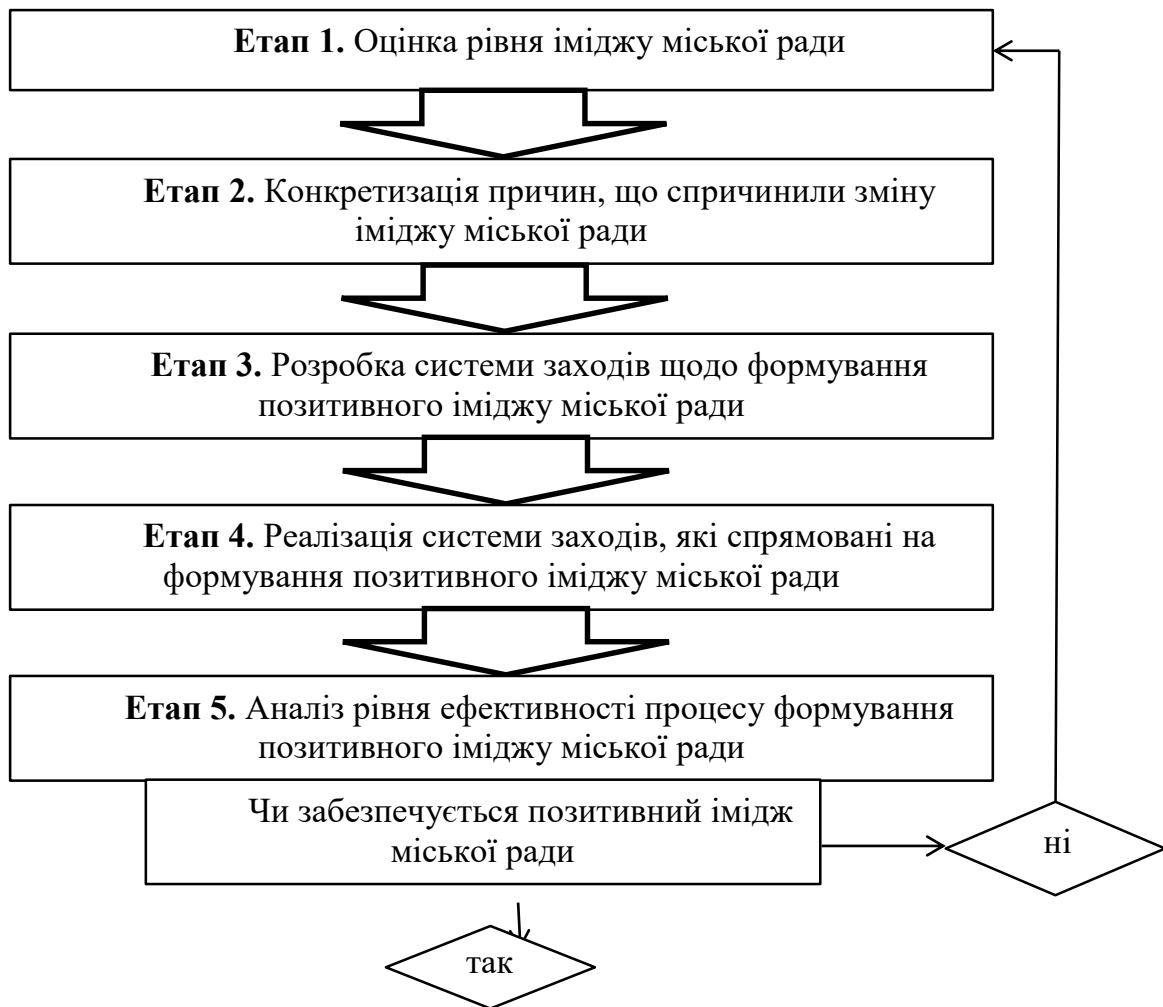 Етап 1. Оцінка рівня іміджу міської ради
Етап 2. Конкретизація причин, що спричинили зміну
іміджу міської ради
Етап 3. Розробка системи заходів щодо формування
позитивного іміджу міської ради
Етап 4. Реалізація системи заходів, які спрямовані на
формування позитивного іміджу міської ради
Етап 5. Аналіз рівня ефективності процесу формування
позитивного іміджу міської ради
Чи забезпечується позитивний імідж
міської ради
ні
так